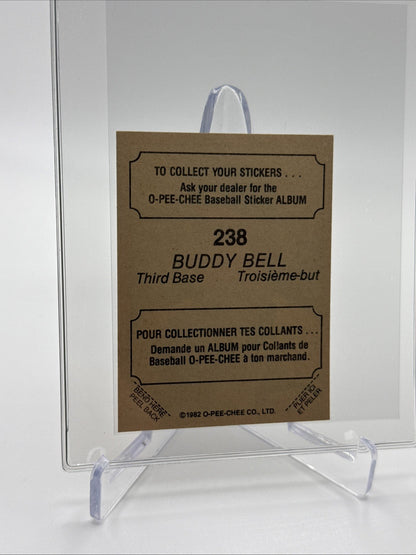 TO COLLECT YOUR STICKERS . . .
Ask your dealer for the
O-PEE-CHEE Baseball Sticker ALBUM
238
BUDDY BELL
Third Base Troisième-but
POUR COLLECTIONNER TES COLLANTS . . .
Demande un ALBUM pour Collants de
Baseball O-PEE-CHEE à ton marchand.
BEND HERE
PEEL BACK
PLIER ICI
ET PELER
©1982 O-PEE-CHEE CO., LTD.